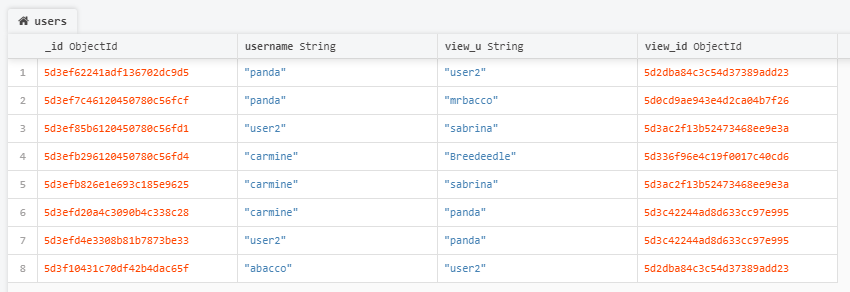 users
_id ObjectId username String view_u String view_id ObjectId
1 5d3ef62241adf136702dc9d5 "panda" "user2" 5d2dba84c3c54d37389add23
2 5d3ef7c46120450780c56fcf "panda" "mrbacco" 5d0cd9ae943e4d2ca04b7f26
3 5d3ef85b6120450780c56fd1 "user2" "sabrina" 5d3ac2f13b52473468ee9e3a
4 5d3efb296120450780c56fd4 "carmine" "Breedeedle" 5d336f96e4c19f0017c40cd6
5 5d3efb826e1e693c185e9625 "carmine" "sabrina" 5d3ac2f13b52473468ee9e3a
6 5d3efd20a4c3090b4c338c28 "carmine" "panda" 5d3c42244ad8d633cc97e995
7 5d3efd4e3308b81b7873be33 "user2" "panda" 5d3c42244ad8d633cc97e995
8 5d3f10431c70df42b4dac65f "abacco" "user2" 5d2dba84c3c54d37389add23